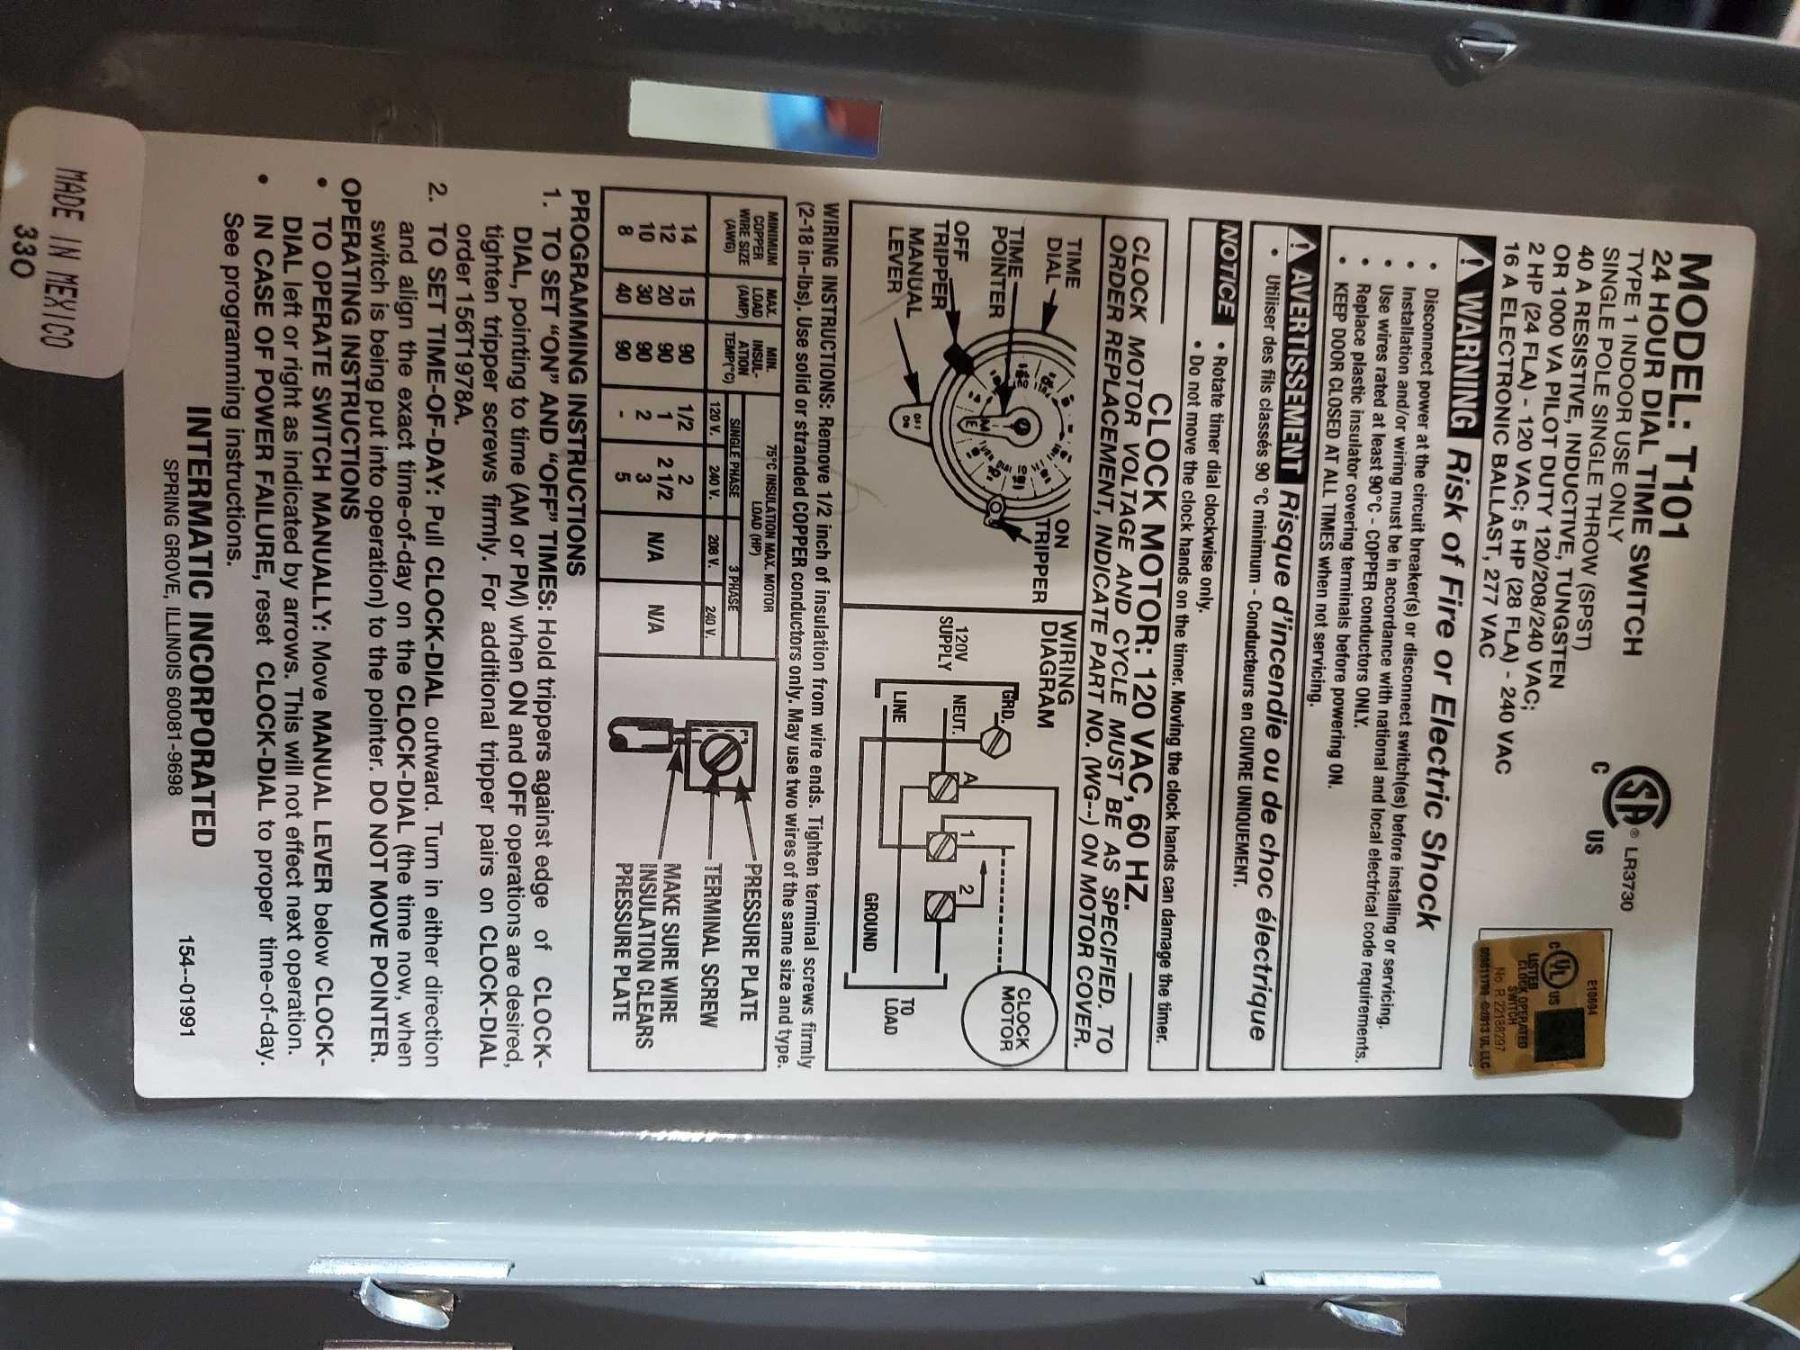 MODEL: T101
24 HOUR DIAL TIME SWITCH
TYPE 1 INDOOR USE ONLY
SINGLE POLE SINGLE THROW (SPST)
40 A RESISTIVE, INDUCTIVE, TUNGSTEN
OR 1000 VA PILOT DUTY 120/208/240 VAC;
2 HP (24 FLA) - 120 VAC; 5 HP (28 FLA) - 240 VAC
16 A ELECTRONIC BALLAST, 277 VAC
SA ® LR3730
C US
E10694
C UL US
LISTED
CLOCK OPERATED
SWITCH
No R 22188297
WARNING Risk of Fire or Electric Shock
• Disconnect power at the circuit breaker(s) or disconnect switch(es) before installing or servicing.
• Installation and/or wiring must be in accordance with national and local electrical code requirements.
• Use wires rated at least 90°C - COPPER conductors ONLY.
• Replace plastic insulator covering terminals before powering ON.
• KEEP DOOR CLOSED AT ALL TIMES when not servicing.
AVERTISSEMENT Risque d'incendie ou de choc électrique
• Utiliser des fils classés 90 °C minimum - Conducteurs en CUIVRE UNIQUEMENT.
NOTICE • Rotate timer dial clockwise only.
• Do not move the clock hands on the timer. Moving the clock hands can damage the timer.
CLOCK MOTOR: 120 VAC, 60 HZ.
CLOCK MOTOR VOLTAGE AND CYCLE MUST BE AS SPECIFIED. TO
ORDER REPLACEMENT, INDICATE PART NO. (WG--) ON MOTOR COVER.
TIME
DIAL
TIME
POINTER
OFF
TRIPPER
MANUAL
LEVER
ON
TRIPPER
OFF
ON
WIRING
DIAGRAM
GRD.
120V
SUPPLY
NEUT.
LINE
A
1
2
CLOCK
MOTOR
GROUND
TO
LOAD
WIRING INSTRUCTIONS: Remove 1/2 inch of insulation from wire ends. Tighten terminal screws firmly
(2-18 in-lbs). Use solid or stranded COPPER conductors only. May use two wires of the same size and type.
MINIMUM COPPER WIRE SIZE (AWG) MAX. LOAD (AMP) MIN. INSUL-ATION TEMP(°C) 75°C INSULATION MAX. MOTOR LOAD (HP)
SINGLE PHASE 3 PHASE
120 V. 240 V. 208 V. 240 V.
14 15 90 1/2 2
12 20 90 1 2 1/2
10 30 90 2 3 N/A N/A
8 40 90 - 5
PRESSURE PLATE
TERMINAL SCREW
MAKE SURE WIRE
INSULATION CLEARS
PRESSURE PLATE
PROGRAMMING INSTRUCTIONS
1. TO SET "ON" AND "OFF" TIMES: Hold trippers against edge of CLOCK-
DIAL, pointing to time (AM or PM) when ON and OFF operations are desired,
tighten tripper screws firmly. For additional tripper pairs on CLOCK-DIAL
order 156T1978A.
2. TO SET TIME-OF-DAY: Pull CLOCK-DIAL outward. Turn in either direction
and align the exact time-of-day on the CLOCK-DIAL (the time now, when
switch is being put into operation) to the pointer. DO NOT MOVE POINTER.
OPERATING INSTRUCTIONS
• TO OPERATE SWITCH MANUALLY: Move MANUAL LEVER below CLOCK-
DIAL left or right as indicated by arrows. This will not effect next operation.
• IN CASE OF POWER FAILURE, reset CLOCK-DIAL to proper time-of-day.
See programming instructions.
INTERMATIC INCORPORATED
SPRING GROVE, ILLINOIS 60081-9698
154--01991
MADE IN MEXICO
330